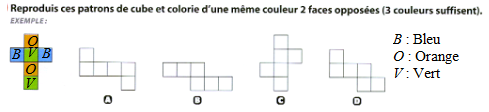 Reproduis ces patrons de cube et colorie d'une même couleur 2 faces opposées (3 couleurs suffisent).
EXEMPLE :
O
B V B
O
V
B : Bleu
O : Orange
V : Vert
A B C D